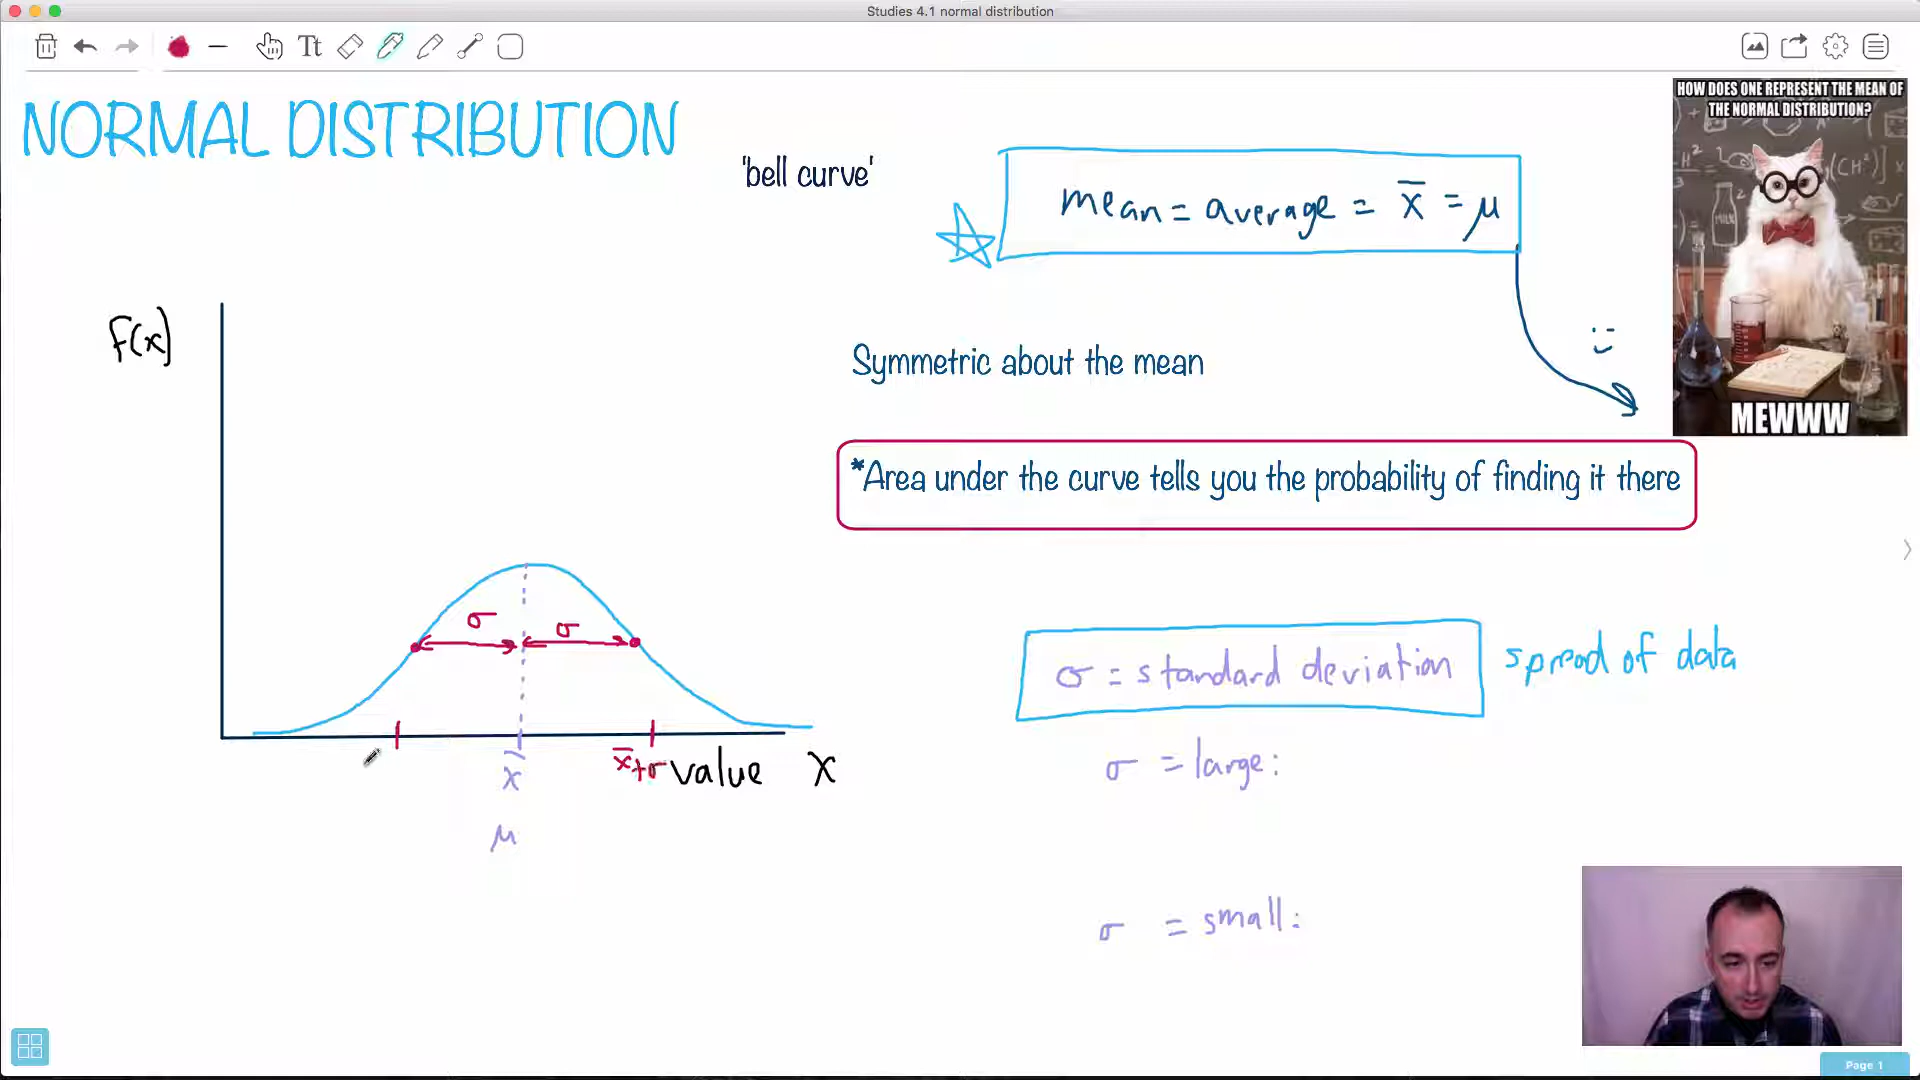 Studies 4.1 normal distribution
Tt
NORMAL DISTRIBUTION
'bell curve'
mean = average = x̄ = μ
HOW DOES ONE REPRESENT THE MEAN OF
THE NORMAL DISTRIBUTION?
MEWWW
f(x)
Symmetric about the mean
*Area under the curve tells you the probability of finding it there
σ
σ
σ = standard deviation
spread of data
x̄
x̄+σ
value x
μ
σ = large:
σ = small:
Page 1